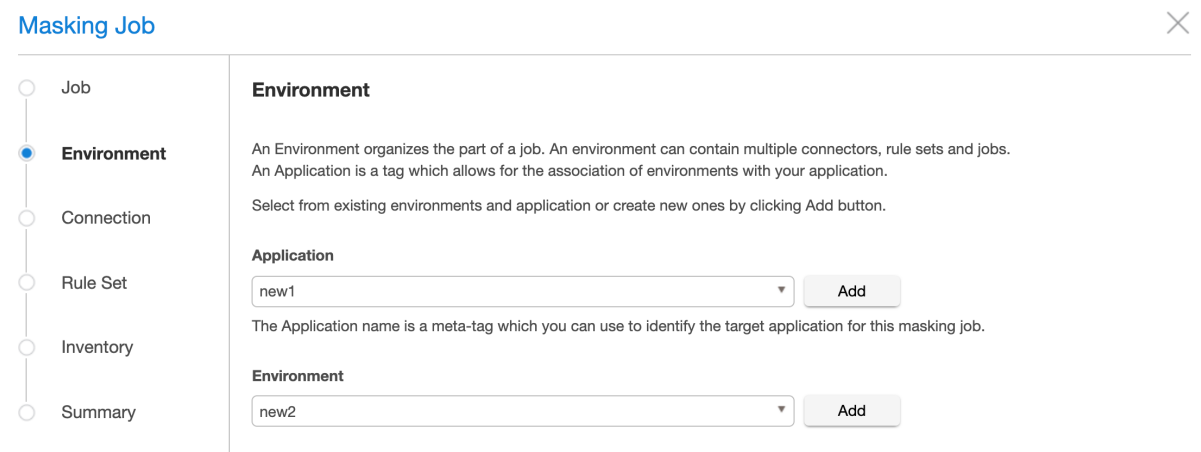 Masking Job
Job
Environment
Connection
Rule Set
Inventory
Summary
Environment
An Environment organizes the part of a job. An environment can contain multiple connectors, rule sets and jobs.
An Application is a tag which allows for the association of environments with your application.
Select from existing environments and application or create new ones by clicking Add button.
Application
new1 Add
The Application name is a meta-tag which you can use to identify the target application for this masking job.
Environment
new2 Add